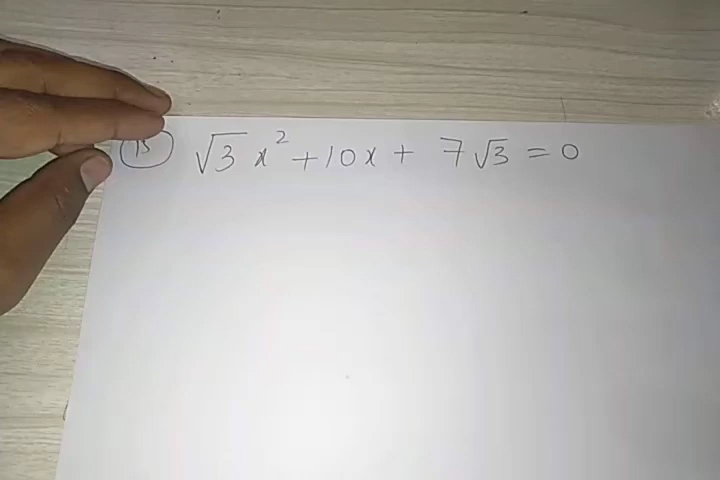 15 √3 x² + 10x + 7√3 = 0